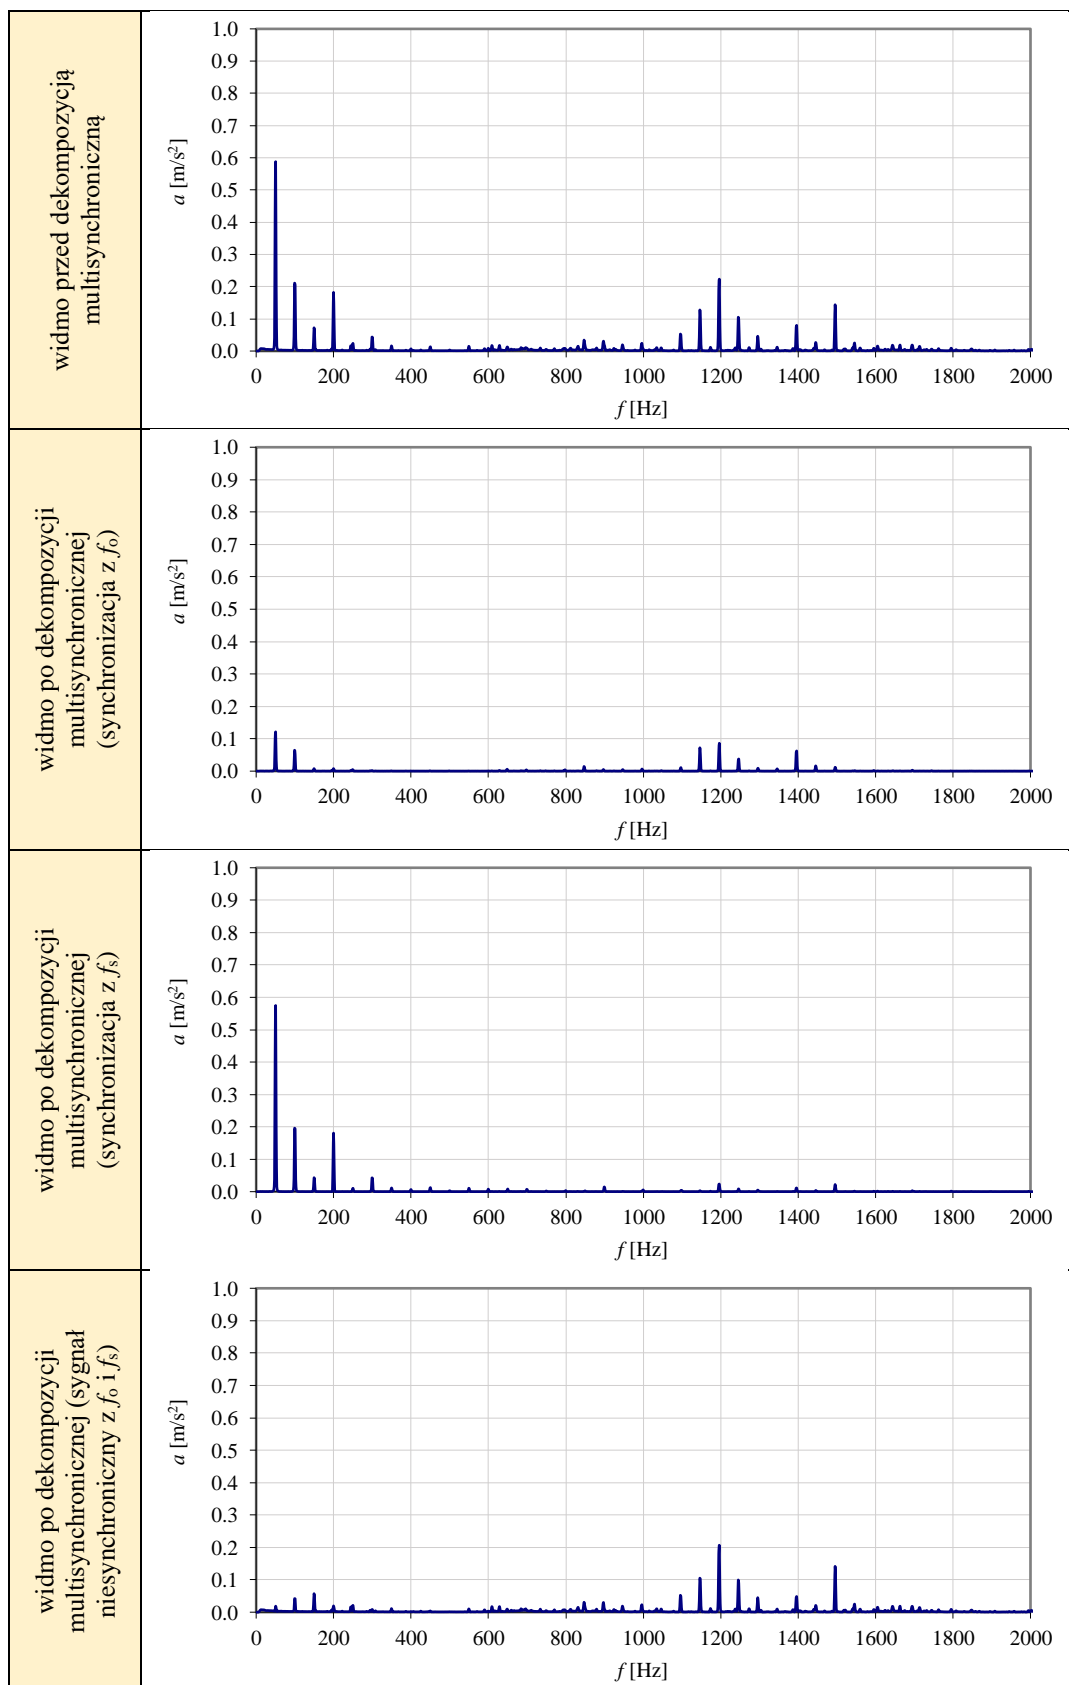 widmo przed dekompozycją
multisynchroniczną
1.0
0.9
0.8
0.7
0.6
0.5
0.4
0.3
0.2
0.1
0.0
a [m/s²]
0 200 400 600 800 1000 1200 1400 1600 1800 2000
f [Hz]
widmo po dekompozycji
multisynchronicznej
(synchronizacja z fo)
1.0
0.9
0.8
0.7
0.6
0.5
0.4
0.3
0.2
0.1
0.0
a [m/s²]
0 200 400 600 800 1000 1200 1400 1600 1800 2000
f [Hz]
widmo po dekompozycji
multisynchronicznej
(synchronizacja z fs)
1.0
0.9
0.8
0.7
0.6
0.5
0.4
0.3
0.2
0.1
0.0
a [m/s²]
0 200 400 600 800 1000 1200 1400 1600 1800 2000
f [Hz]
widmo po dekompozycji
multisynchronicznej (sygnał
niesynchroniczny z fo i fs)
1.0
0.9
0.8
0.7
0.6
0.5
0.4
0.3
0.2
0.1
0.0
a [m/s²]
0 200 400 600 800 1000 1200 1400 1600 1800 2000
f [Hz]